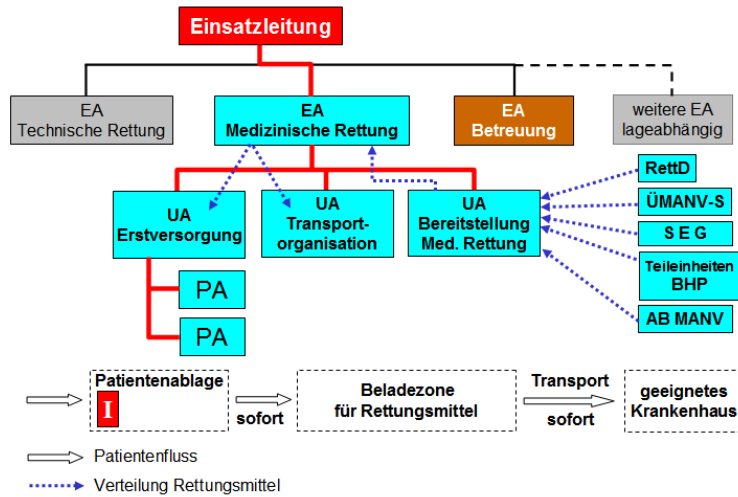 Einsatzleitung
EA
Technische Rettung
EA
Medizinische Rettung
EA
Betreuung
weitere EA
lageabhängig
UA
Erstversorgung
UA
Transport-
organisation
UA
Bereitstellung
Med. Rettung
RettD
ÜMANV-S
S E G
Teileinheiten
BHP
AB MANV
PA
PA
Patientenablage
I
sofort
Beladezone
für Rettungsmittel
Transport
sofort
geeignetes
Krankenhaus
Patientenfluss
Verteilung Rettungsmittel